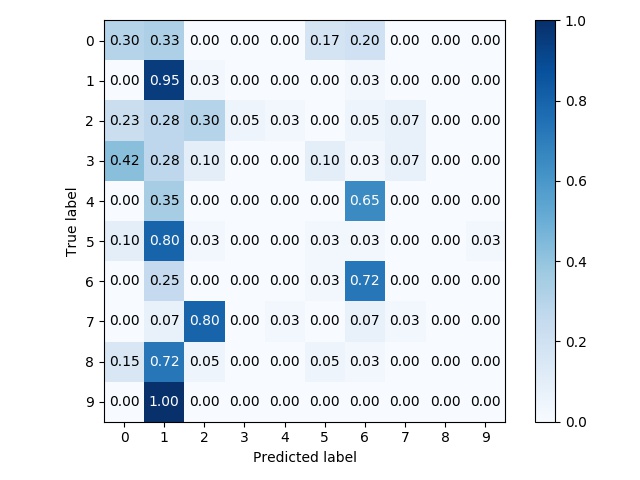 0 0.30 0.33 0.00 0.00 0.00 0.17 0.20 0.00 0.00 0.00
1 0.00 0.95 0.03 0.00 0.00 0.00 0.03 0.00 0.00 0.00
2 0.23 0.28 0.30 0.05 0.03 0.00 0.05 0.07 0.00 0.00
3 0.42 0.28 0.10 0.00 0.00 0.10 0.03 0.07 0.00 0.00
4 0.00 0.35 0.00 0.00 0.00 0.00 0.65 0.00 0.00 0.00
5 0.10 0.80 0.03 0.00 0.00 0.03 0.03 0.00 0.00 0.03
6 0.00 0.25 0.00 0.00 0.00 0.03 0.72 0.00 0.00 0.00
7 0.00 0.07 0.80 0.00 0.03 0.00 0.07 0.03 0.00 0.00
8 0.15 0.72 0.05 0.00 0.00 0.05 0.03 0.00 0.00 0.00
9 0.00 1.00 0.00 0.00 0.00 0.00 0.00 0.00 0.00 0.00
0 1 2 3 4 5 6 7 8 9
Predicted label
True label
1.0
0.8
0.6
0.4
0.2
0.0